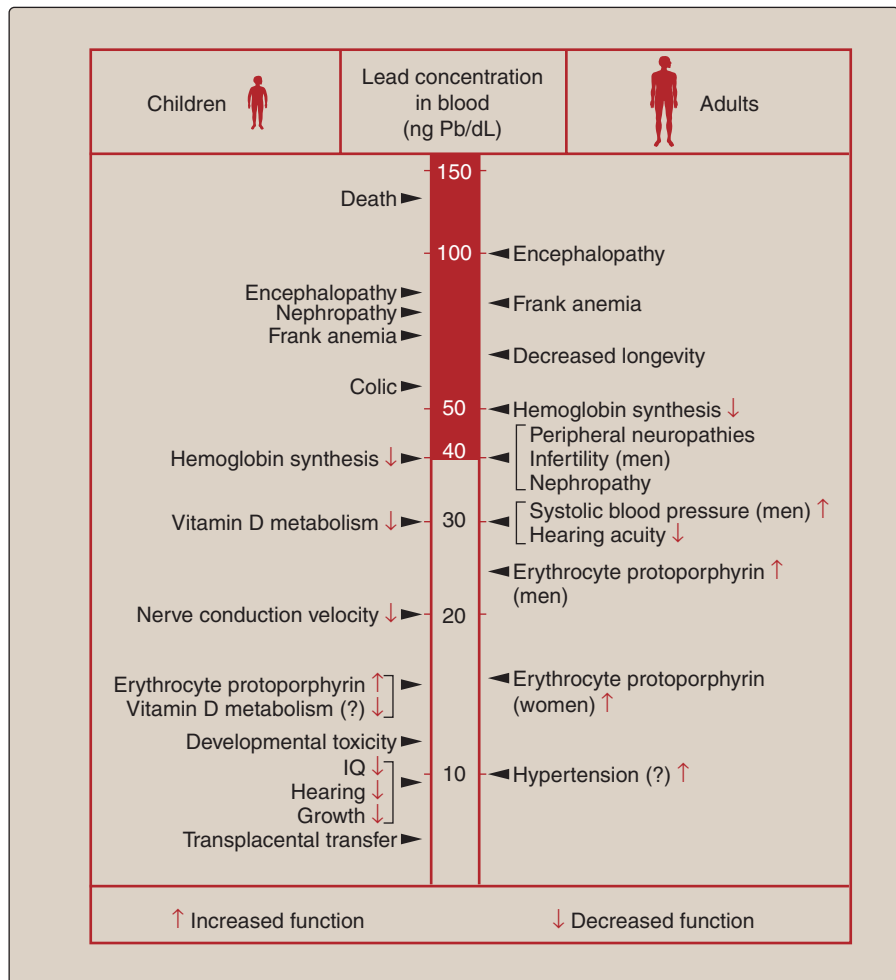 Children
Lead concentration
in blood
(ng Pb/dL)
Adults
150
Death
100
Encephalopathy
Encephalopathy
Nephropathy
Frank anemia
Frank anemia
Decreased longevity
Colic
50
Hemoglobin synthesis ↓
Peripheral neuropathies
40
Hemoglobin synthesis ↓
Infertility (men)
Nephropathy
Systolic blood pressure (men) ↑
Vitamin D metabolism ↓
30
Hearing acuity ↓
Erythrocyte protoporphyrin ↑
(men)
Nerve conduction velocity ↓
20
Erythrocyte protoporphyrin ↑
Vitamin D metabolism (?) ↓
Erythrocyte protoporphyrin
(women) ↑
Developmental toxicity
IQ ↓
Hearing ↓
Growth ↓
10
Hypertension (?) ↑
Transplacental transfer
↑ Increased function
↓ Decreased function